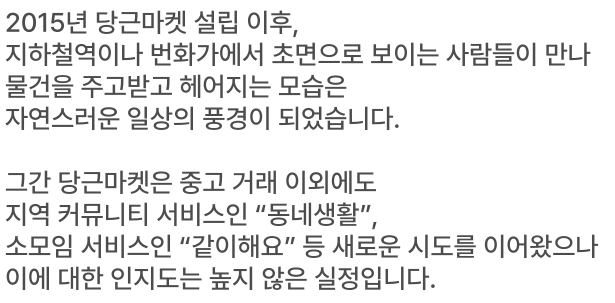 2015년 당근마켓 설립 이후,
지하철역이나 번화가에서 초면으로 보이는 사람들이 만나
물건을 주고받고 헤어지는 모습은
자연스러운 일상의 풍경이 되었습니다.
그간 당근마켓은 중고 거래 이외에도
지역 커뮤니티 서비스인 “동네생활”,
소모임 서비스인 “같이해요” 등 새로운 시도를 이어왔으나
이에 대한 인지도는 높지 않은 실정입니다.